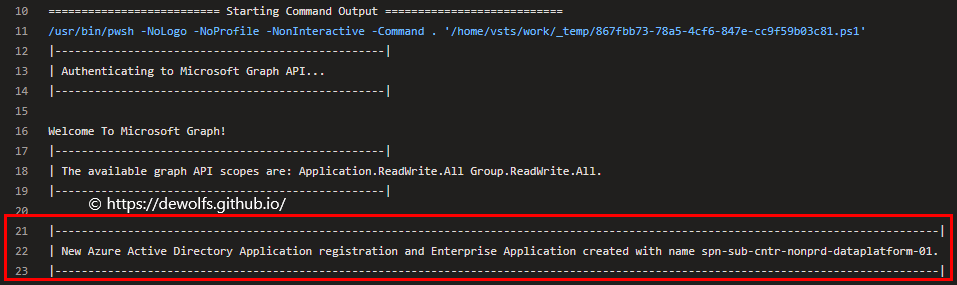 10 ========================== Starting Command Output ===========================
11 /usr/bin/pwsh -NoLogo -NoProfile -NonInteractive -Command . '/home/vsts/work/_temp/867fbb73-78a5-4cf6-847e-cc9f59b03c81.ps1'
12 |--------------------------------------------------|
13 | Authenticating to Microsoft Graph API...
14 |--------------------------------------------------|
15
16 Welcome To Microsoft Graph!
17 |--------------------------------------------------|
18 | The available graph API scopes are: Application.ReadWrite.All Group.ReadWrite.All.
19 |--------------------------------------------------|
© https://dewolfs.github.io/
20
21 |--------------------------------------------------------------------------------------------------------------------------------------|
22 | New Azure Active Directory Application registration and Enterprise Application created with name spn-sub-cntr-nonprd-dataplatform-01.
23 |--------------------------------------------------------------------------------------------------------------------------------------|